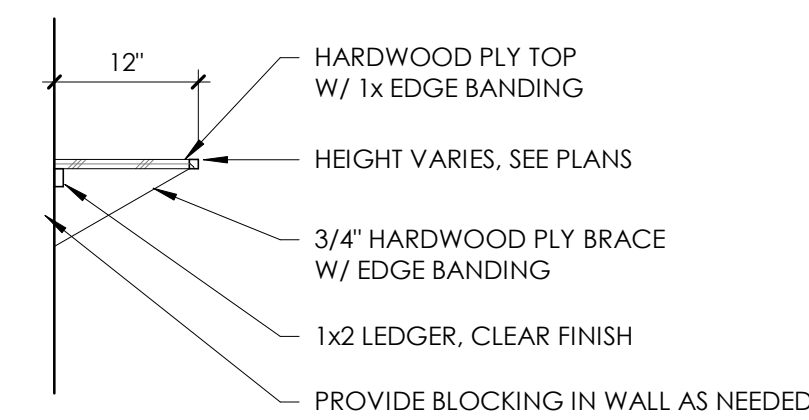 12"
HARDWOOD PLY TOP
W/ 1x EDGE BANDING
HEIGHT VARIES, SEE PLANS
3/4" HARDWOOD PLY BRACE
W/ EDGE BANDING
1x2 LEDGER, CLEAR FINISH
PROVIDE BLOCKING IN WALL AS NEEDED